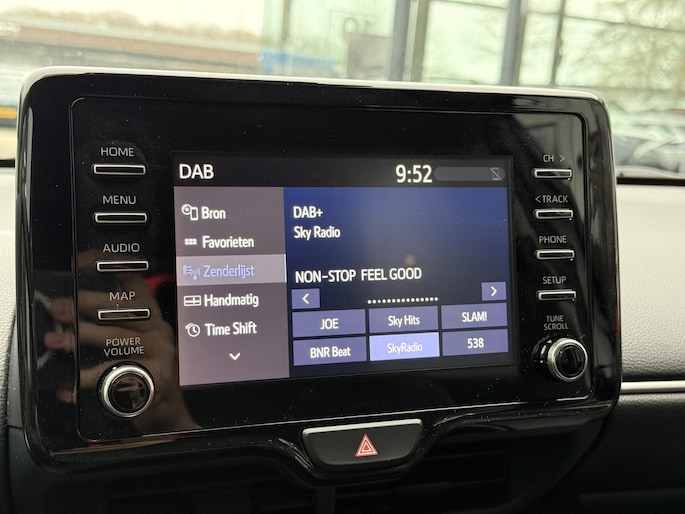 HOME
MENU
AUDIO
MAP
POWER
VOLUME
DAB
9:52
Bron
Favorieten
Zenderlijst
Handmatig
Time Shift
DAB+
Sky Radio
NON-STOP FEEL GOOD
JOE
Sky Hits
SLAM!
BNR Beat
SkyRadio
538
CH >
< TRACK
PHONE
SETUP
TUNE
SCROLL